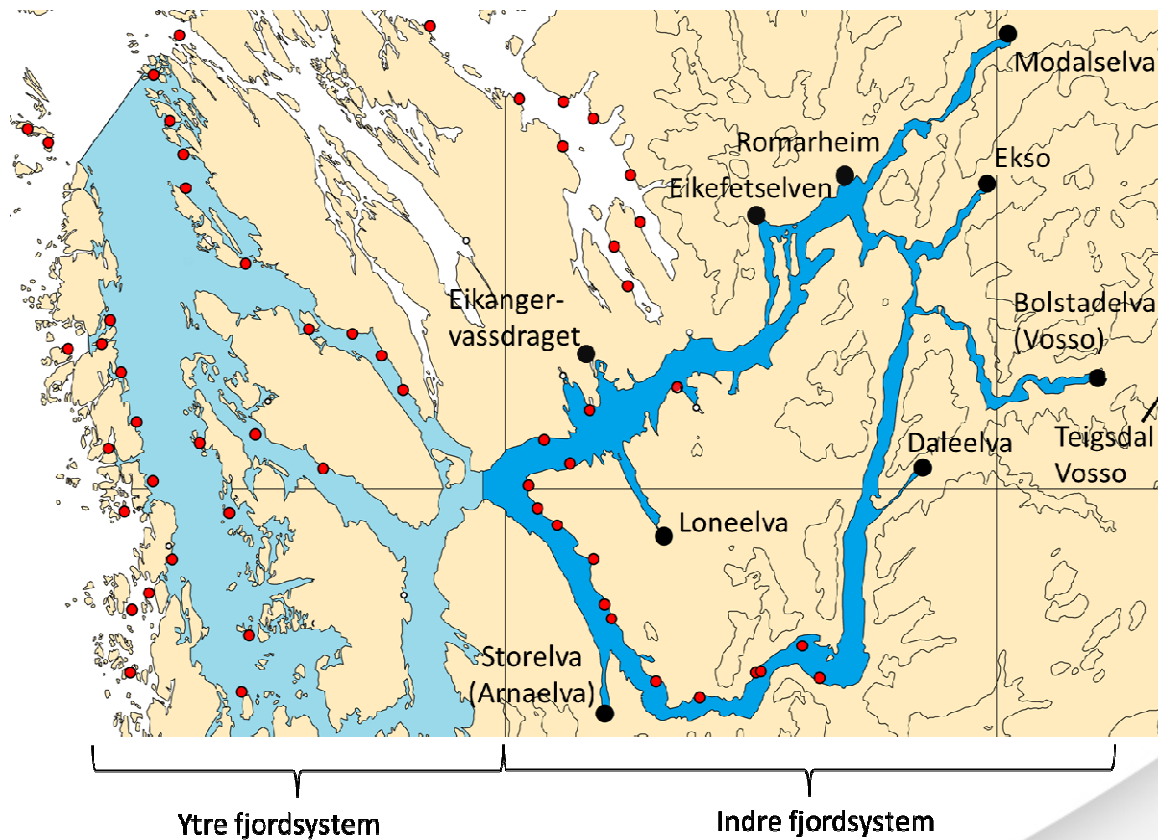 Modalselva
Romarheim
Ekso
Eikefetselven
Eikanger-
vassdraget
Bolstadelva
(Vosso)
Daleelva
Teigsdal
Vosso
Loneelva
Storelva
(Arnaelva)
Ytre fjordsystem
Indre fjordsystem